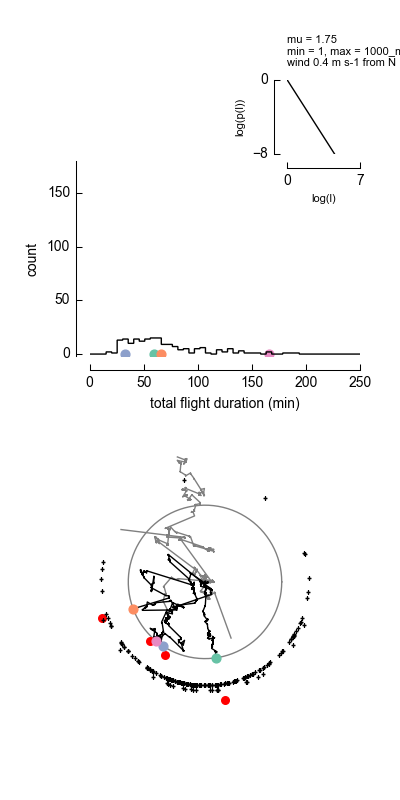 mu = 1.75
min = 1, max = 1000_m
wind 0.4 m s-1 from N
0
log(p(l))
−8
0 7
log(l)
150
100
50
0
count
0 50 100 150 200 250
total flight duration (min)